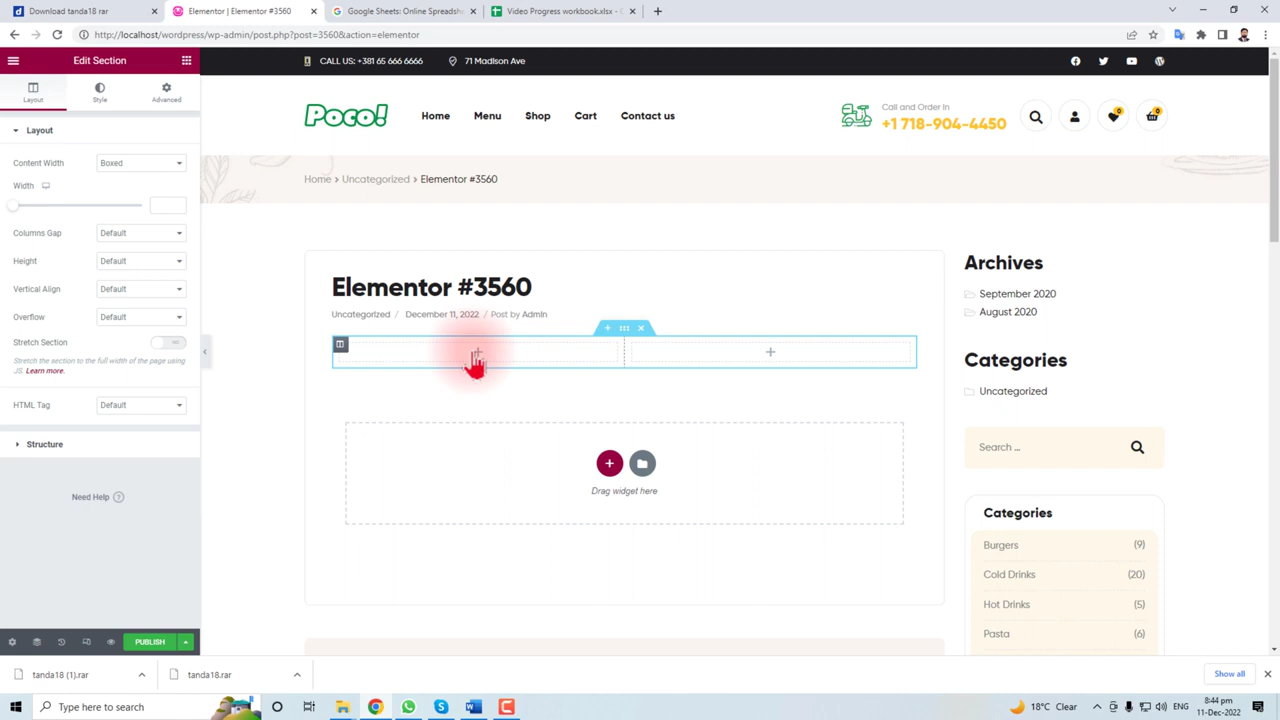 Download tanda18 rar
Elementor | Elementor #3560
Google Sheets: Online Spreadshe
Video Progress workbook.xlsx - G
http://localhost/wordpress/wp-admin/post.php?post=3560&action=elementor
Edit Section
CALL US: +381 65 666 6666
71 Madison Ave
Layout
Style
Advanced
Poco!
Home
Menu
Shop
Cart
Contact us
Call and Order in
+1 718-904-4450
0
0
Layout
Content Width
Boxed
Home > Uncategorized > Elementor #3560
Width
Columns Gap
Default
Height
Default
Vertical Align
Default
Overflow
Default
Stretch Section
NO
Stretch the section to the full width of the page using
JS. Learn more.
HTML Tag
Default
Structure
Need Help
Elementor #3560
Uncategorized / December 11, 2022 / Post by Admin
Drag widget here
Archives
September 2020
August 2020
Categories
Uncategorized
Search ...
Categories
Burgers (9)
Cold Drinks (20)
Hot Drinks (5)
Pasta (6)
PUBLISH
tanda18 (1).rar
tanda18.rar
Show all
Type here to search
18°C Clear
ENG
8:44 pm
11-Dec-2022